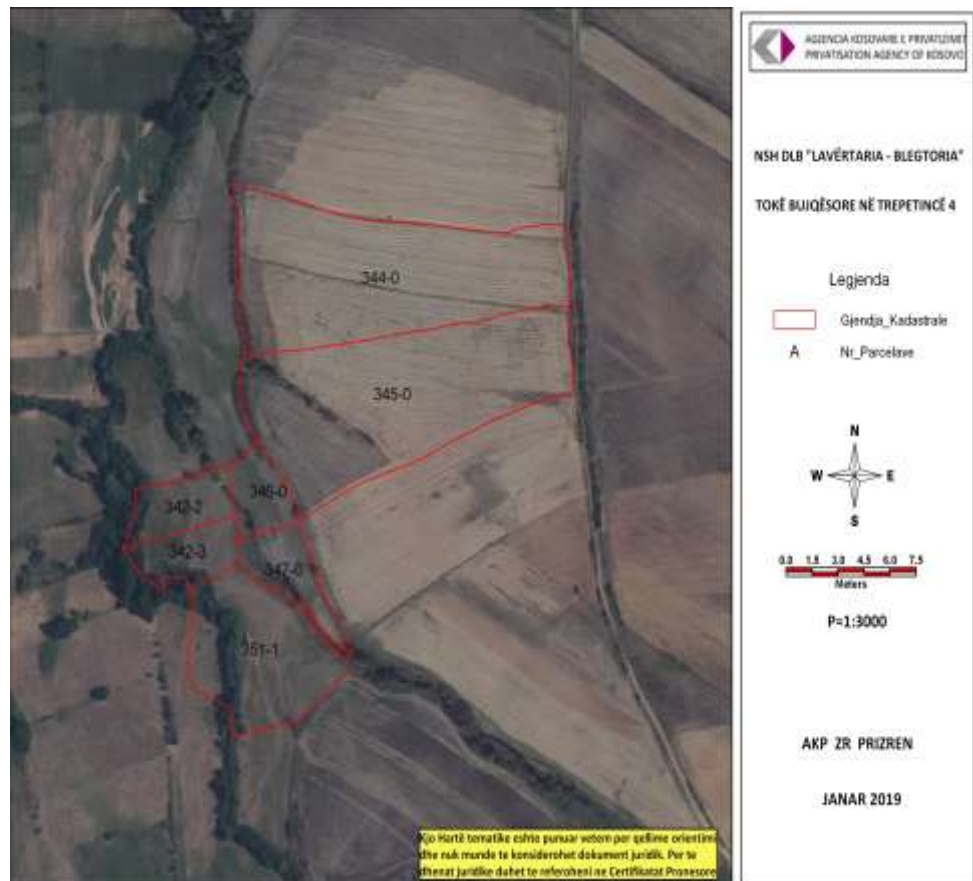 344-0
345-0
346-0
342-2
342-3
347-0
351-1
Kjo Hartë tematike eshte punuar vetem per qellime orientimi
dhe nuk munde te konsiderohet dokument juridik. Per te
dhenat juridike duhet te referoheni ne Certifikatat Pronesore
AGJENCIA KOSOVARE E PRIVATIZIMIT
PRIVATISATION AGENCY OF KOSOVO
NSH DLB "LAVËRTARIA - BLEGTORIA"
TOKË BUJQËSORE NË TREPETINCË 4
Legjenda
Gjendja_Kadastrale
A Nr_Parcelave
N
W E
S
0.0 1.5 3.0 4.5 6.0 7.5
Meters
P=1:3000
AKP ZR PRIZREN
JANAR 2019